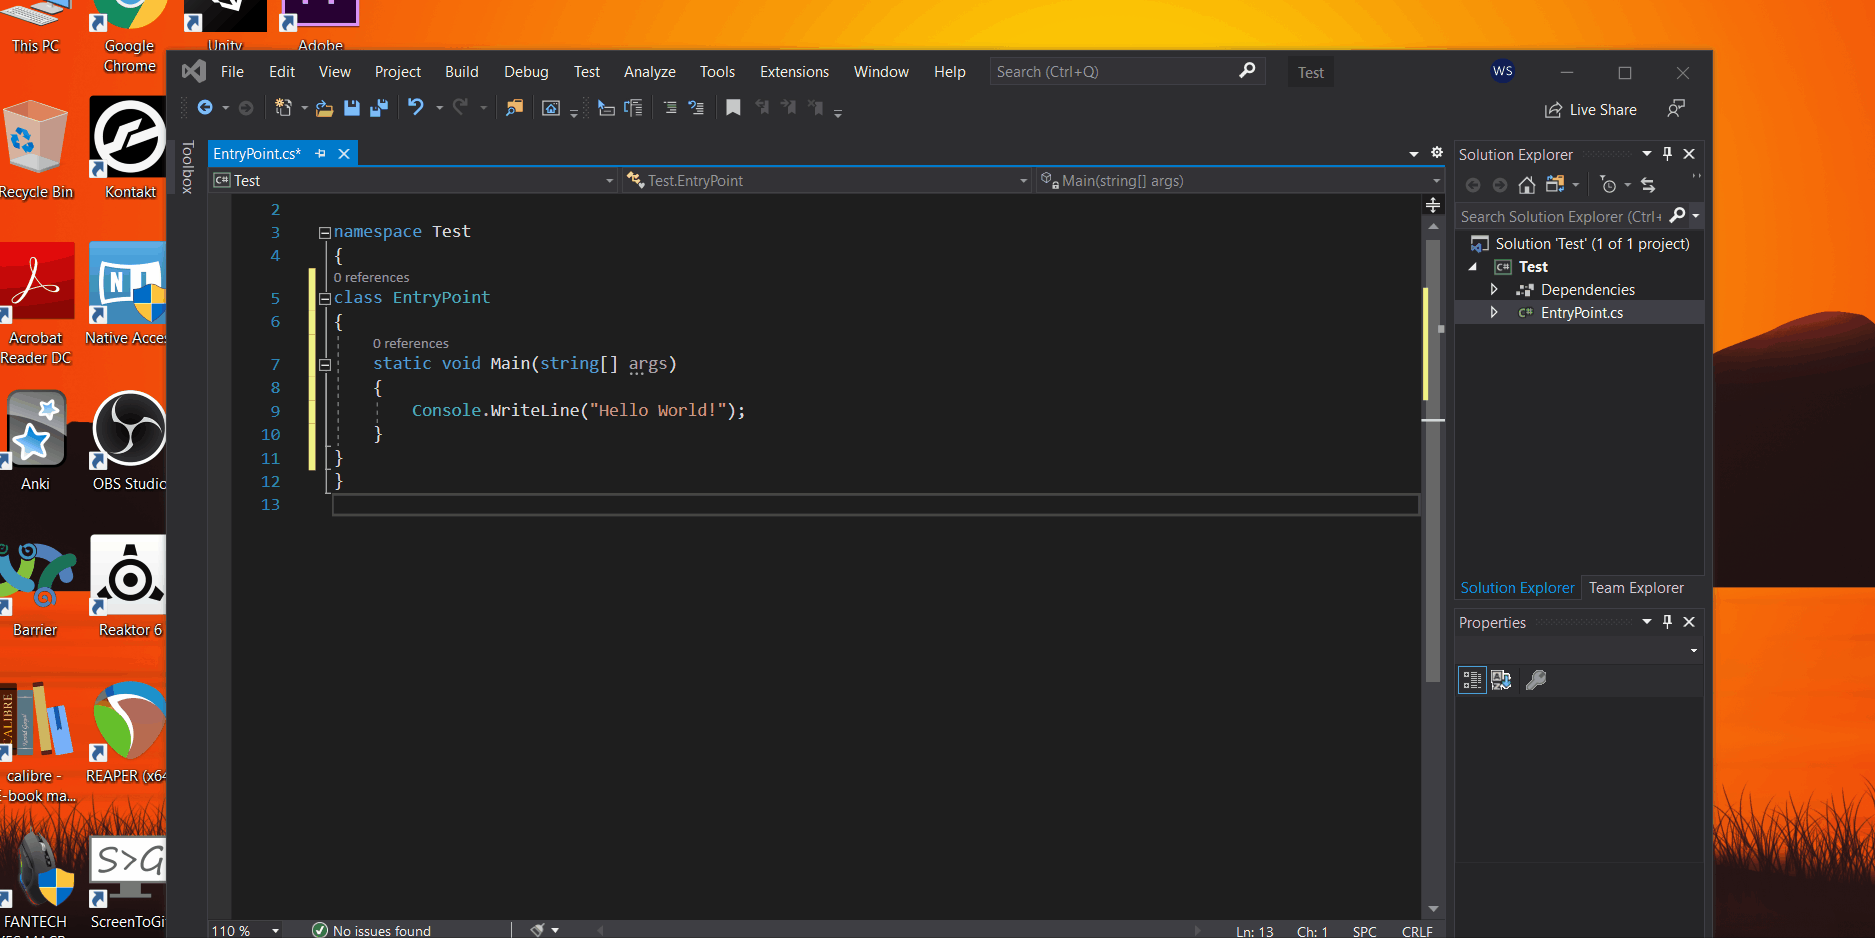 This PC
Google
Chrome
Unity
Adobe
Recycle Bin
Kontakt
Acrobat
Reader DC
Native Acces
Anki
OBS Studio
Barrier
Reaktor 6
calibre -
E-book ma...
REAPER (x64
FANTECH
ScreenToGi
CALIBRE
S>G
File Edit View Project Build Debug Test Analyze Tools Extensions Window Help Search (Ctrl+Q) Test WS
Live Share
Toolbox
EntryPoint.cs*
C# Test Test.EntryPoint Main(string[] args)
2
3 namespace Test
4 {
0 references
5 class EntryPoint
6 {
0 references
7 static void Main(string[] args)
8 {
9 Console.WriteLine("Hello World!");
10 }
11 }
12 }
13
110 % No issues found Ln: 13 Ch: 1 SPC CRLF
Solution Explorer
Search Solution Explorer (Ctrl+
Solution 'Test' (1 of 1 project)
C# Test
Dependencies
C# EntryPoint.cs
Solution Explorer Team Explorer
Properties